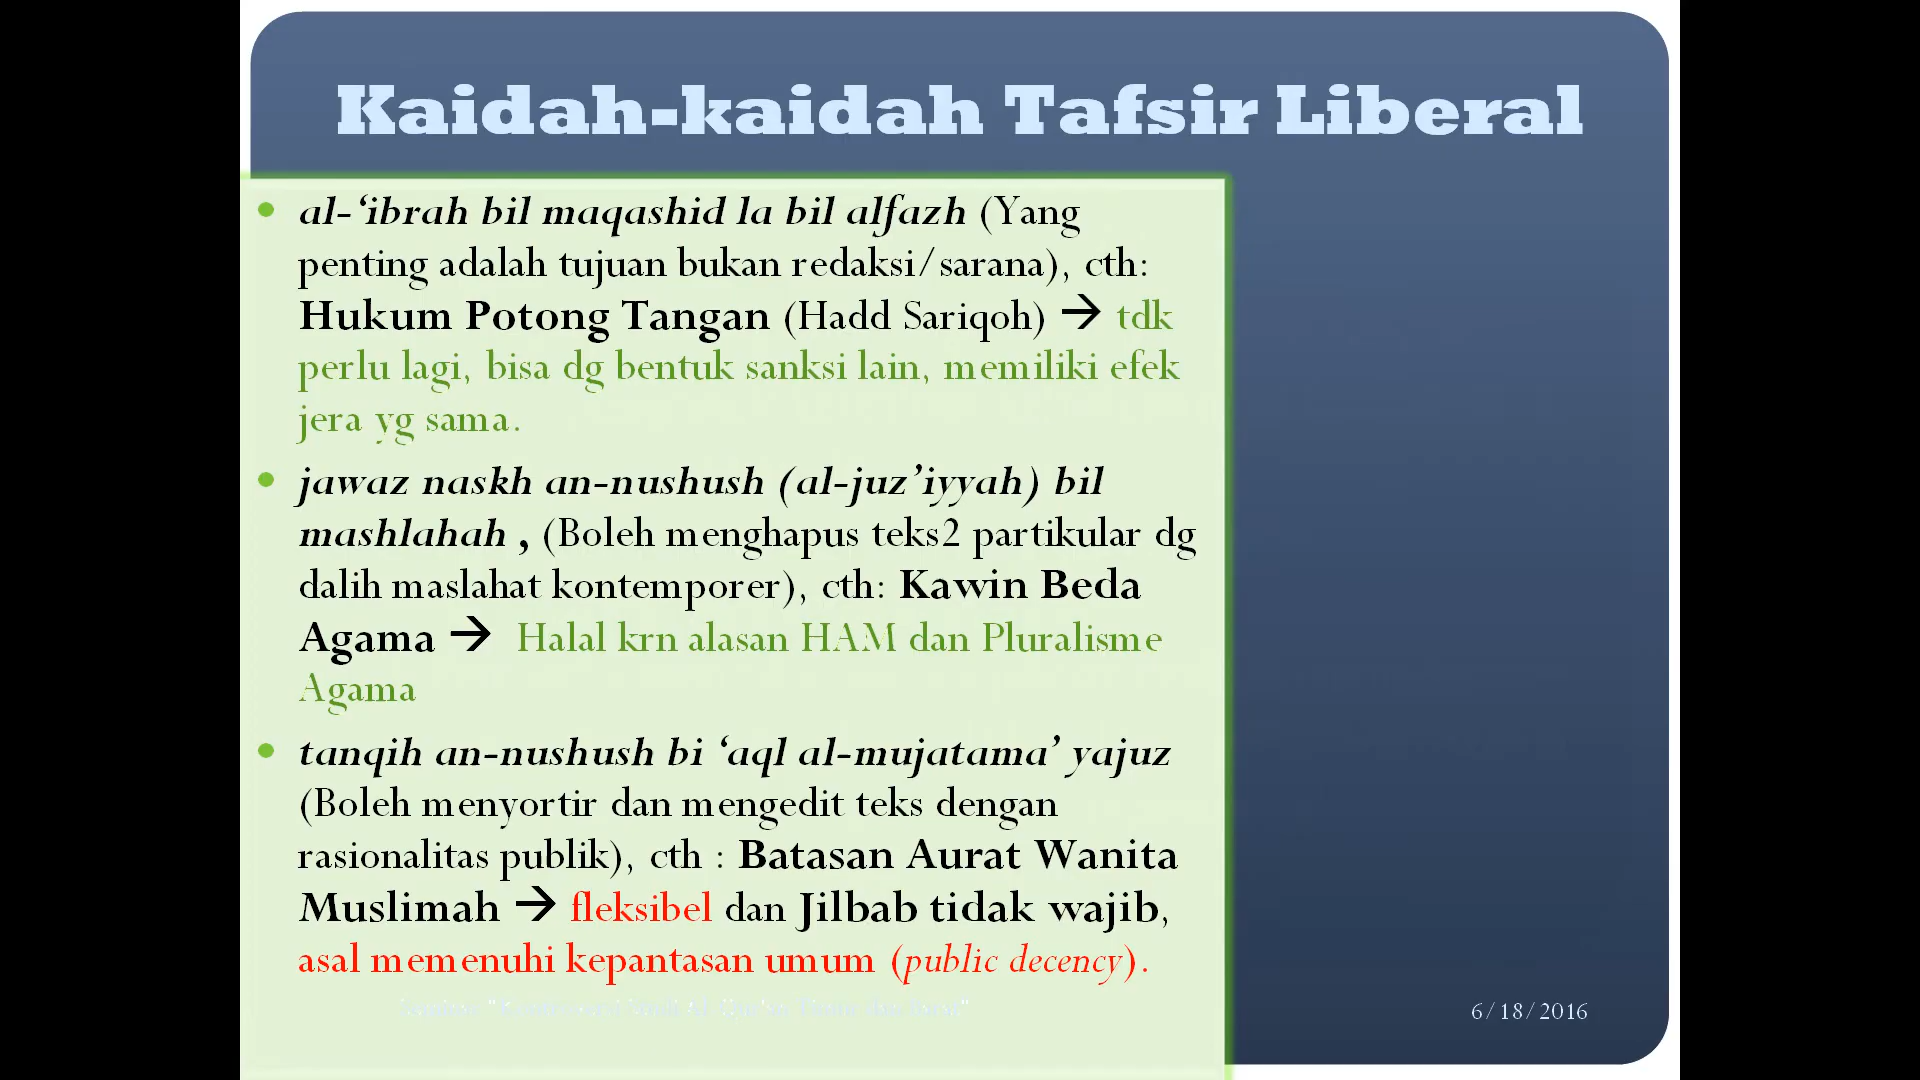 Kaidah-kaidah Tafsir Liberal
• al-‘ibrah bil maqashid la bil alfazh (Yang
penting adalah tujuan bukan redaksi/sarana), cth:
Hukum Potong Tangan (Hadd Sariqoh) → tdk
perlu lagi, bisa dg bentuk sanksi lain, memiliki efek
jera yg sama.
• jawaz naskh an-nushush (al-juz’iyyah) bil
mashlahah , (Boleh menghapus teks2 partikular dg
dalih maslahat kontemporer), cth: Kawin Beda
Agama → Halal krn alasan HAM dan Pluralisme
Agama
• tanqih an-nushush bi ‘aql al-mujatama’ yajuz
(Boleh menyortir dan mengedit teks dengan
rasionalitas publik), cth : Batasan Aurat Wanita
Muslimah → fleksibel dan Jilbab tidak wajib,
asal memenuhi kepantasan umum (public decency).
6/18/2016